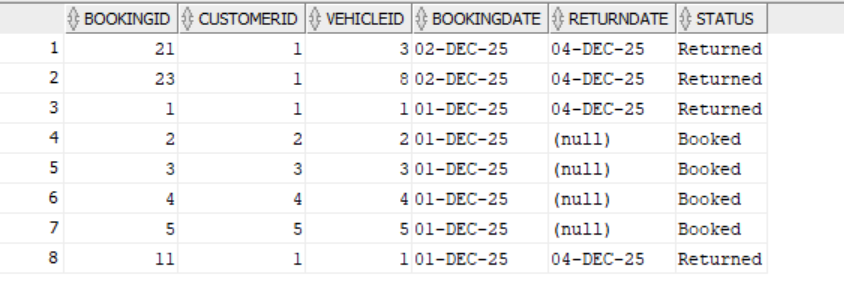 BOOKINGID CUSTOMERID VEHICLEID BOOKINGDATE RETURNDATE STATUS
1 21 1 3 02-DEC-25 04-DEC-25 Returned
2 23 1 8 02-DEC-25 04-DEC-25 Returned
3 1 1 1 01-DEC-25 04-DEC-25 Returned
4 2 2 2 01-DEC-25 (null) Booked
5 3 3 3 01-DEC-25 (null) Booked
6 4 4 4 01-DEC-25 (null) Booked
7 5 5 5 01-DEC-25 (null) Booked
8 11 1 1 01-DEC-25 04-DEC-25 Returned